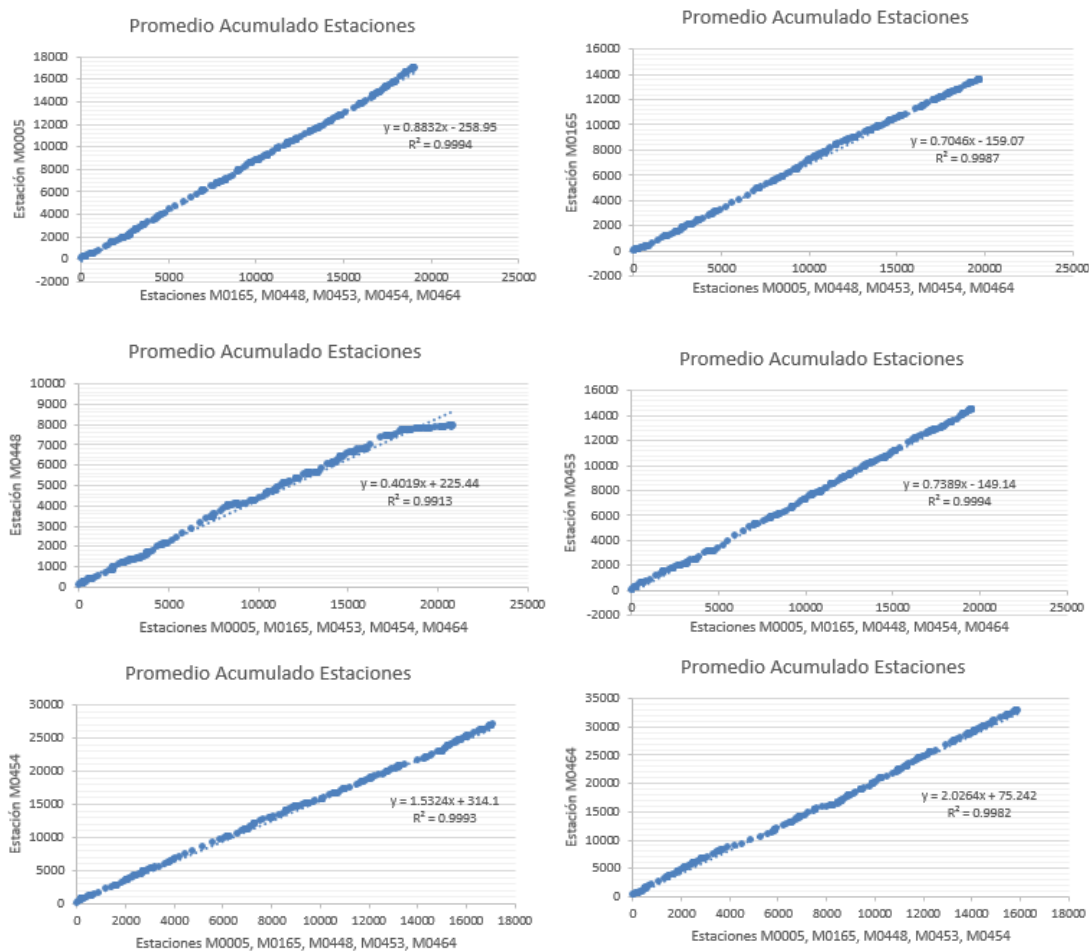 Promedio Acumulado Estaciones
18000
16000
14000
12000
10000
8000
6000
4000
2000
0
-2000
Estación M0005
y = 0.8832x - 258.95
R² = 0.9994
0 5000 10000 15000 20000 25000
Estaciones M0165, M0448, M0453, M0454, M0464
Promedio Acumulado Estaciones
16000
14000
12000
10000
8000
6000
4000
2000
0
-2000
Estación M0165
y = 0.7046x - 159.07
R² = 0.9987
0 5000 10000 15000 20000 25000
Estaciones M0005, M0448, M0453, M0454, M0464
Promedio Acumulado Estaciones
10000
9000
8000
7000
6000
5000
4000
3000
2000
1000
0
Estación M0448
y = 0.4019x + 225.44
R² = 0.9913
0 5000 10000 15000 20000 25000
Estaciones M0005, M0165, M0453, M0454, M0464
Promedio Acumulado Estaciones
16000
14000
12000
10000
8000
6000
4000
2000
0
-2000
Estación M0453
y = 0.7389x - 149.14
R² = 0.9994
0 5000 10000 15000 20000 25000
Estaciones M0005, M0165, M0448, M0454, M0464
Promedio Acumulado Estaciones
30000
25000
20000
15000
10000
5000
0
Estación M0454
y = 1.5324x + 314.1
R² = 0.9993
0 2000 4000 6000 8000 10000 12000 14000 16000 18000
Estaciones M0005, M0165, M0448, M0453, M0464
Promedio Acumulado Estaciones
35000
30000
25000
20000
15000
10000
5000
0
Estación M0464
y = 2.0264x + 75.242
R² = 0.9982
0 2000 4000 6000 8000 10000 12000 14000 16000 18000
Estaciones M0005, M0165, M0448, M0453, M0454